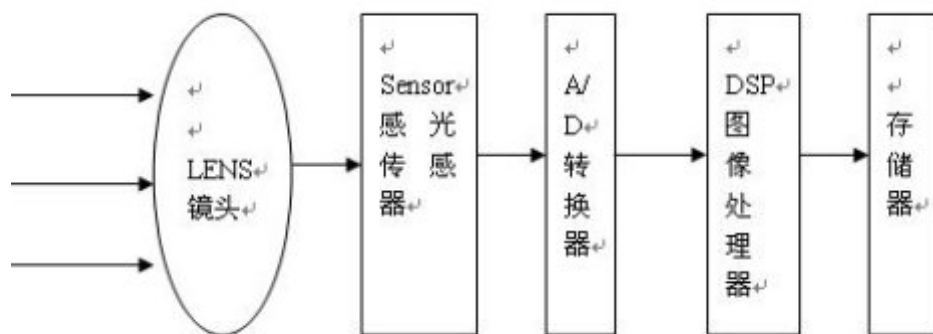 LENS
镜头
Sensor
感 光
传 感
器
A/
D
转
换
器
DSP
图
像
处
理
器
存
储
器